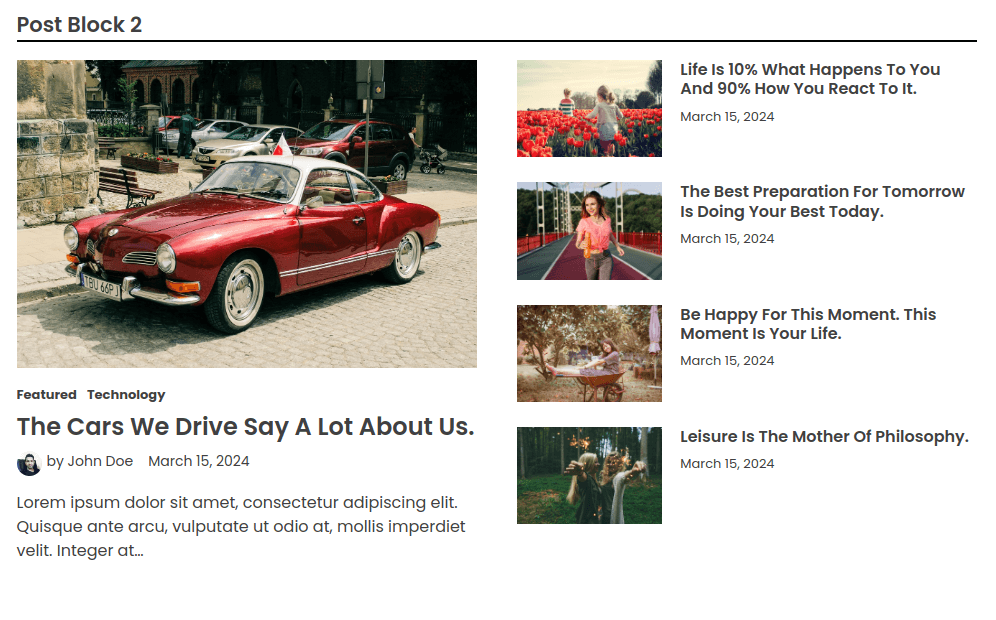 Post Block 2
TBU 66PJ
Featured Technology
The Cars We Drive Say A Lot About Us.
by John Doe March 15, 2024
Lorem ipsum dolor sit amet, consectetur adipiscing elit.
Quisque ante arcu, vulputate ut odio at, mollis imperdiet
velit. Integer at...
Life Is 10% What Happens To You
And 90% How You React To It.
March 15, 2024
The Best Preparation For Tomorrow
Is Doing Your Best Today.
March 15, 2024
Be Happy For This Moment. This
Moment Is Your Life.
March 15, 2024
Leisure Is The Mother Of Philosophy.
March 15, 2024